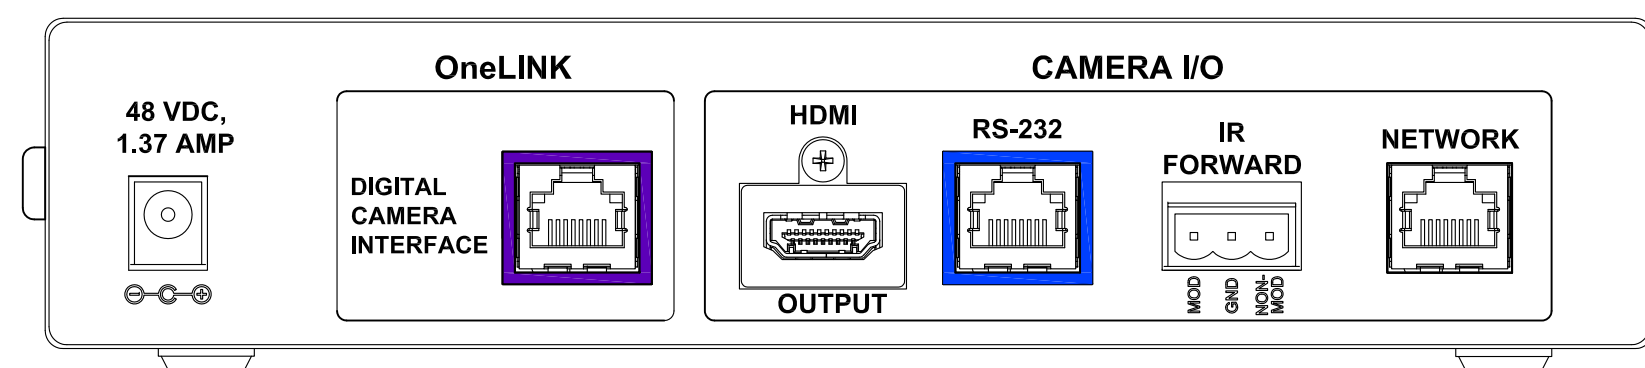 OneLINK
CAMERA I/O
48 VDC,
1.37 AMP
DIGITAL
CAMERA
INTERFACE
HDMI
OUTPUT
RS-232
IR
FORWARD
MOD
GND
NON-
MOD
NETWORK